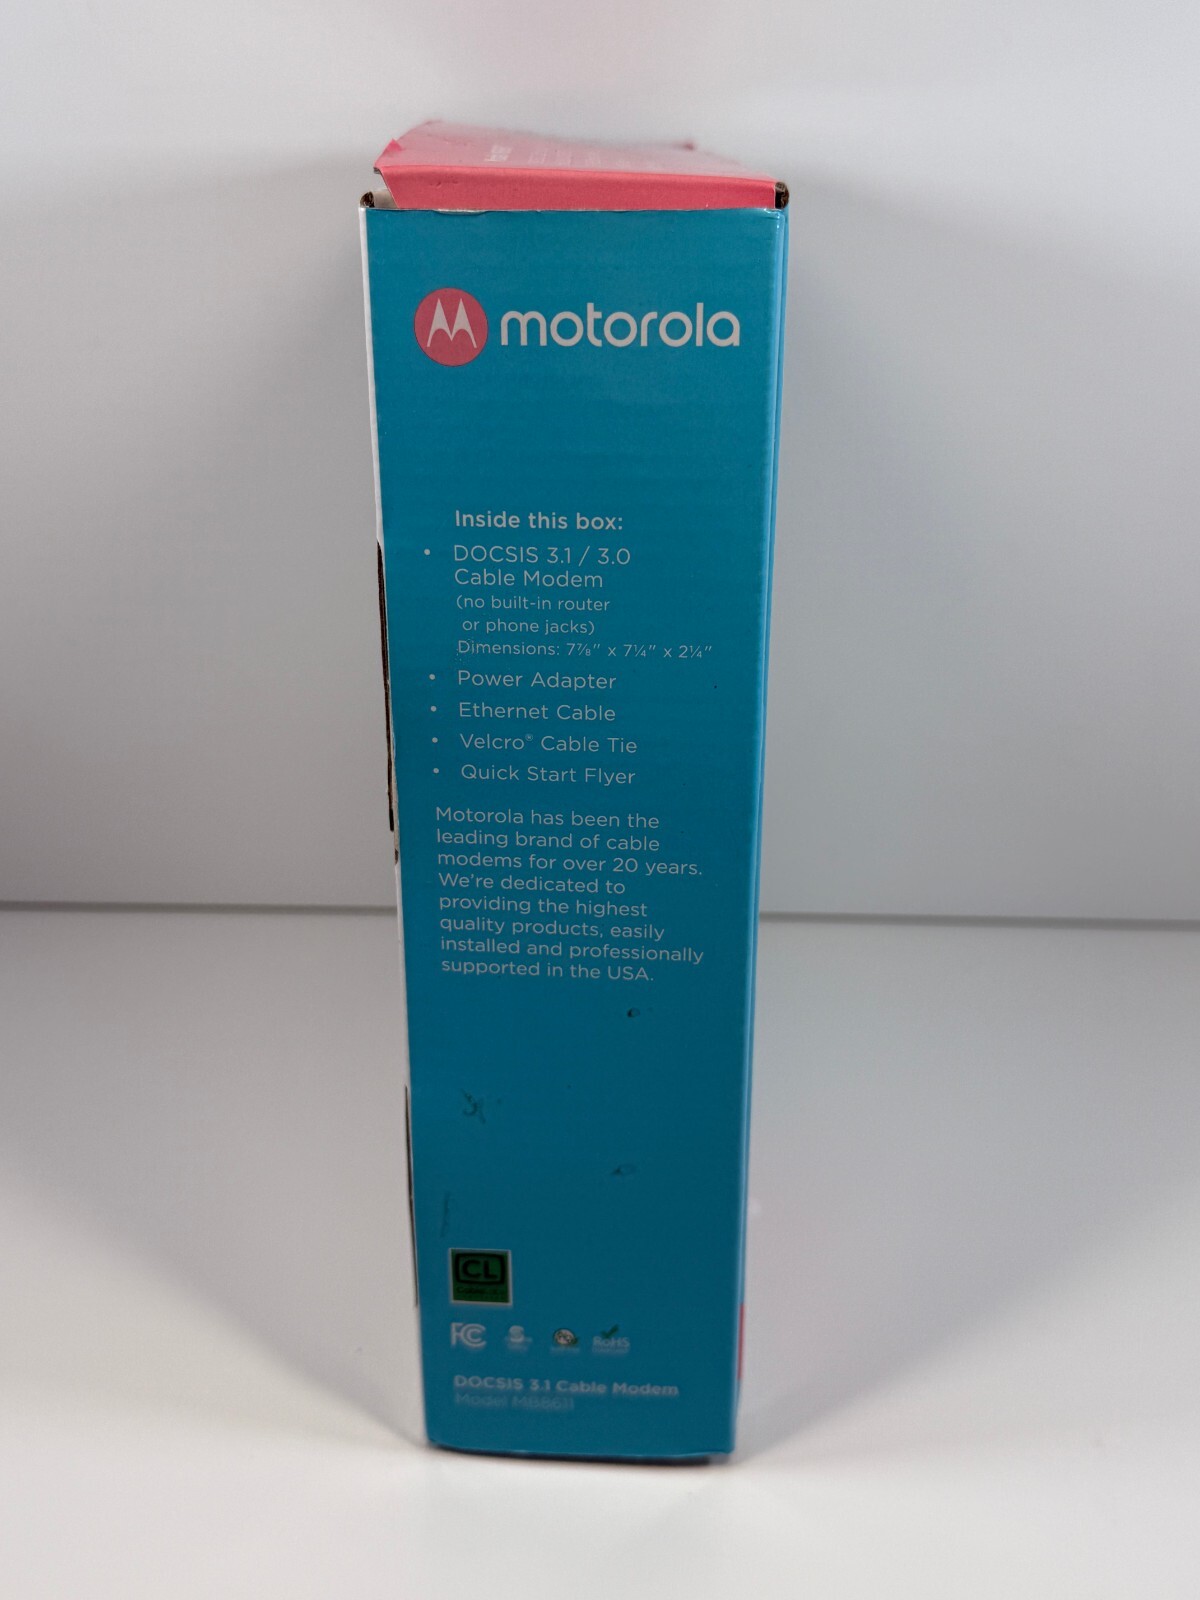 motorola
Inside this box:
• DOCSIS 3.1 / 3.0
Cable Modem
(no built-in router
or phone jacks)
Dimensions: 7⅞" x 7¼" x 2¼"
• Power Adapter
• Ethernet Cable
• Velcro® Cable Tie
• Quick Start Flyer
Motorola has been the
leading brand of cable
modems for over 20 years.
We're dedicated to
providing the highest
quality products, easily
installed and professionally
supported in the USA.
CL
FC
RoHS
DOCSIS 3.1 Cable Modem
Model MB8611